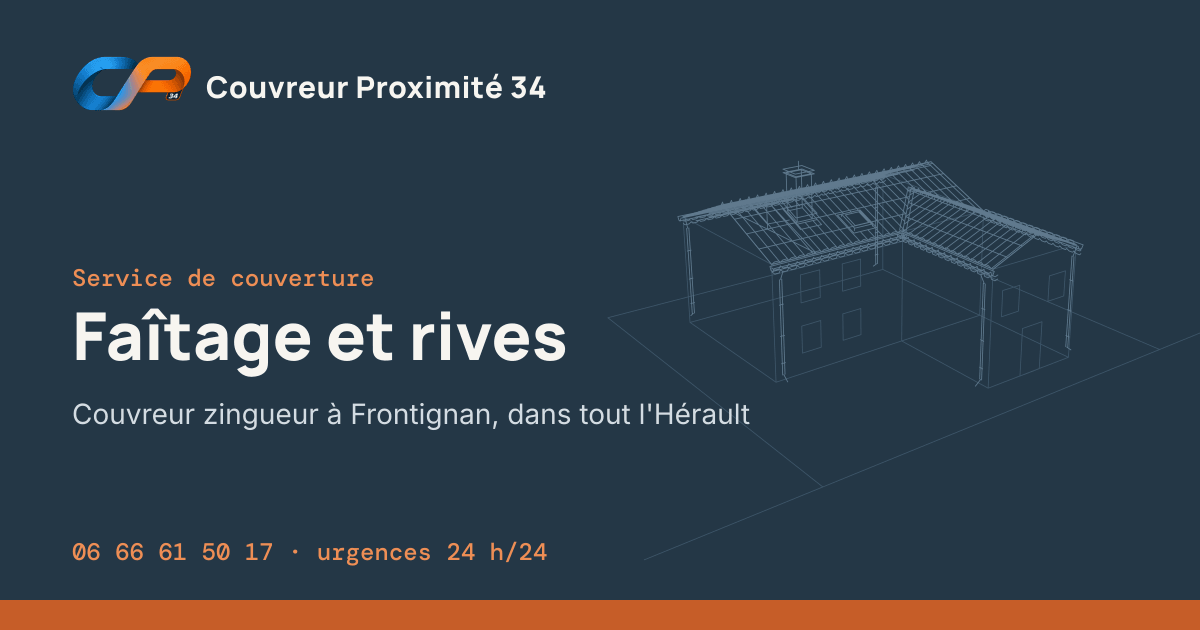 CP 34
Couvreur Proximité 34
Service de couverture
Faîtage et rives
Couvreur zingueur à Frontignan, dans tout l'Hérault
06 66 61 50 17 · urgences 24 h/24